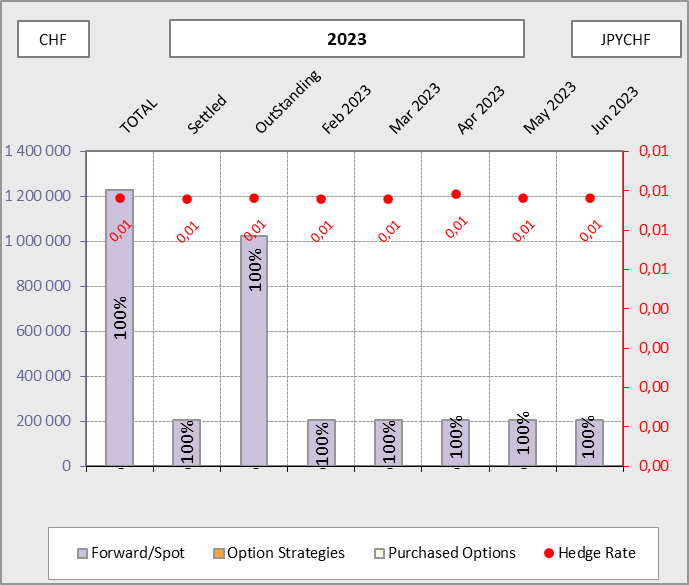 CHF
2023
JPYCHF
TOTAL
Settled
OutStanding
Feb 2023
Mar 2023
Apr 2023
May 2023
Jun 2023
1 400 000
1 200 000
1 000 000
800 000
600 000
400 000
200 000
0
0,01
0,01
0,01
0,01
0,00
0,00
0,00
0,00
0,00
0,01
0,01
0,01
0,01
0,01
0,01
0,01
0,01
100%
100%
100%
100%
100%
100%
100%
100%
Forward/Spot
Option Strategies
Purchased Options
Hedge Rate